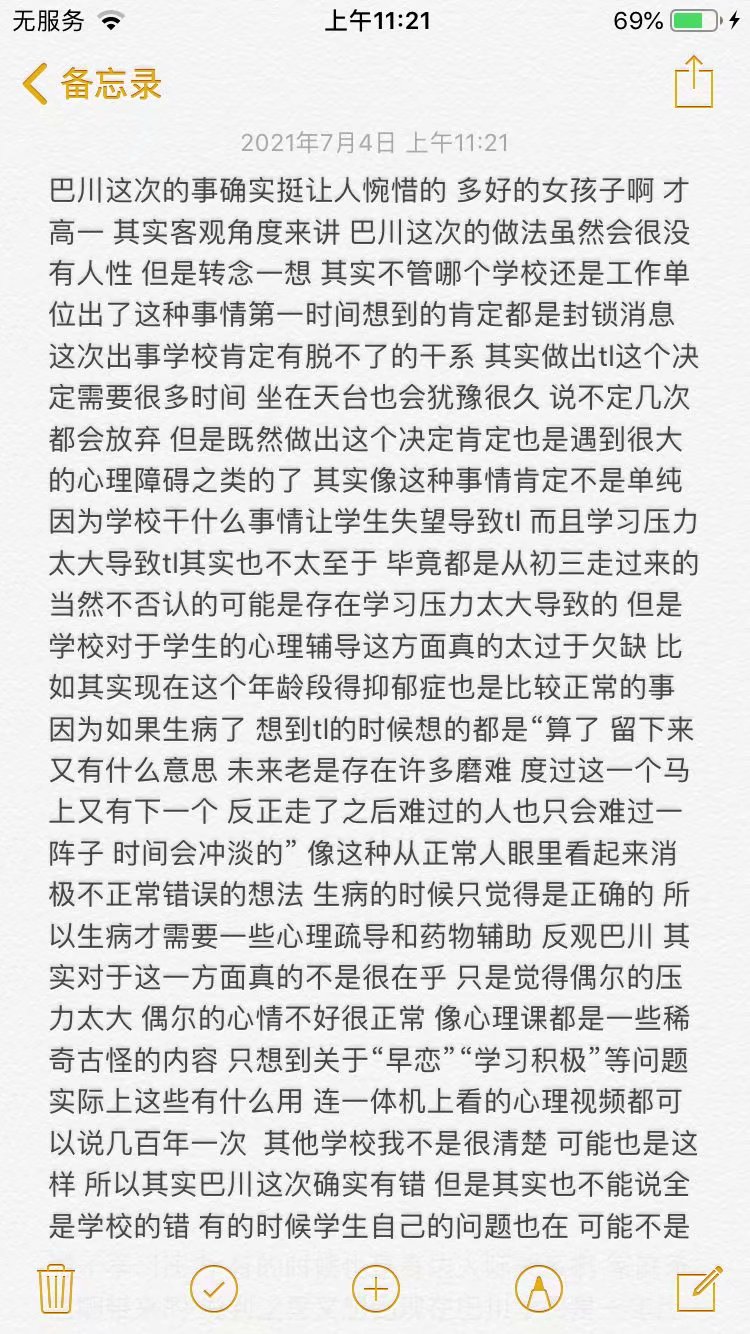 无服务 上午11:21 69%
备忘录
2021年7月4日 上午11:21
巴川这次的事确实挺让人惋惜的 多好的女孩子啊 才
高一 其实客观角度来讲 巴川这次的做法虽然会很没
有人性 但是转念一想 其实不管哪个学校还是工作单
位出了这种事情第一时间想到的肯定都是封锁消息
这次出事学校肯定有脱不了的干系 其实做出tl这个决
定需要很多时间 坐在天台也会犹豫很久 说不定几次
都会放弃 但是既然做出这个决定肯定也是遇到很大
的心理障碍之类的了 其实像这种事情肯定不是单纯
因为学校干什么事情让学生失望导致tl 而且学习压力
太大导致tl其实也不太至于 毕竟都是从初三走过来的
当然不否认的可能是存在学习压力太大导致的 但是
学校对于学生的心理辅导这方面真的太过于欠缺 比
如其实现在这个年龄段得抑郁症也是比较正常的事
因为如果生病了 想到tl的时候想的都是“算了 留下来
又有什么意思 未来老是存在许多磨难 度过这一个马
上又有下一个 反正走了之后难过的人也只会难过一
阵子 时间会冲淡的” 像这种从正常人眼里看起来消
极不正常错误的想法 生病的时候只觉得是正确的 所
以生病才需要一些心理疏导和药物辅助 反观巴川 其
实对于这一方面真的不是很在乎 只是觉得偶尔的压
力太大 偶尔的心情不好很正常 像心理课都是一些稀
奇古怪的内容 只想到关于“早恋”“学习积极”等问题
实际上这些有什么用 连一体机上看的心理视频都可
以说几百年一次 其他学校我不是很清楚 可能也是这
样 所以其实巴川这次确实有错 但是其实也不能说全
是学校的错 有的时候学生自己的问题也在 可能不是